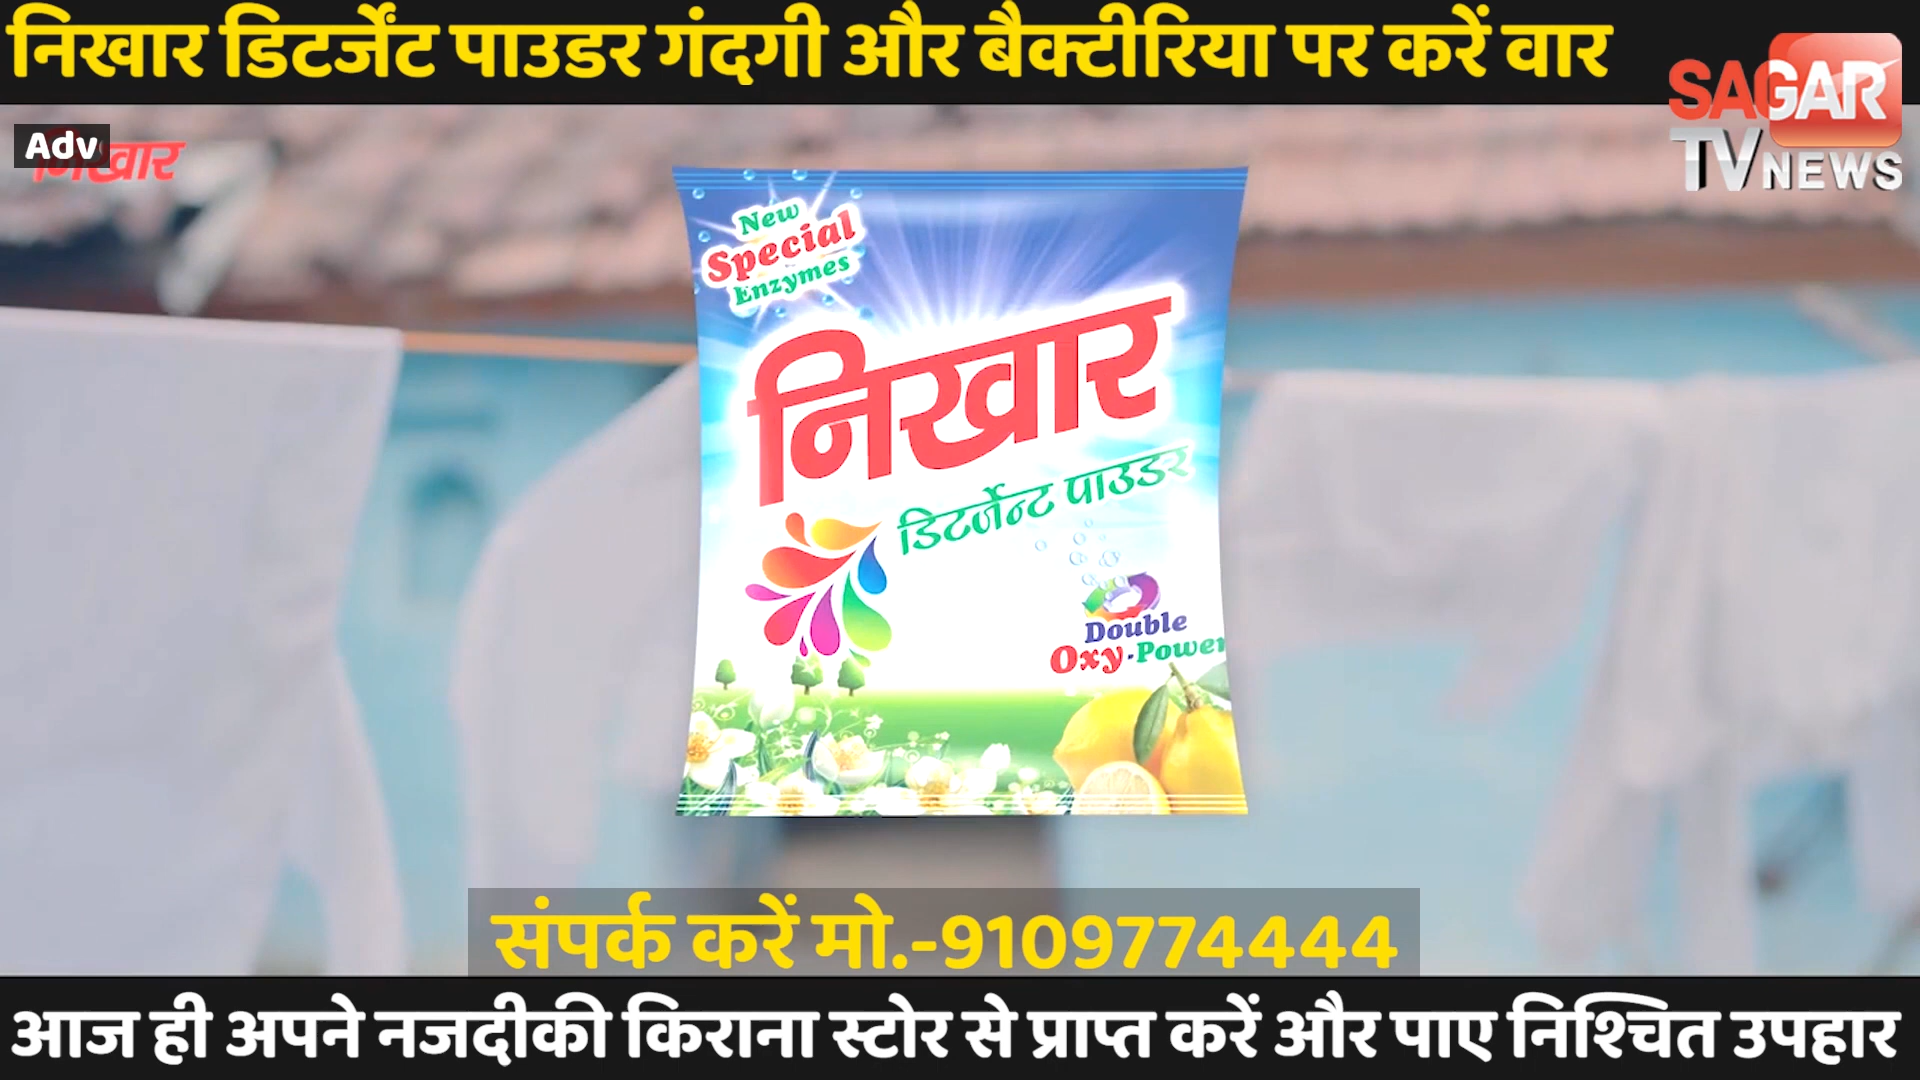 निखार डिटर्जेंट पाउडर गंदगी और बैक्टीरिया पर करें वार
SAGAR
TV NEWS
Adv
निखार
New
Special
Enzymes
निखार
डिटर्जेन्ट पाउडर
Double
Oxy-Power
संपर्क करें मो.-9109774444
आज ही अपने नजदीकी किराना स्टोर से प्राप्त करें और पाए निश्चित उपहार